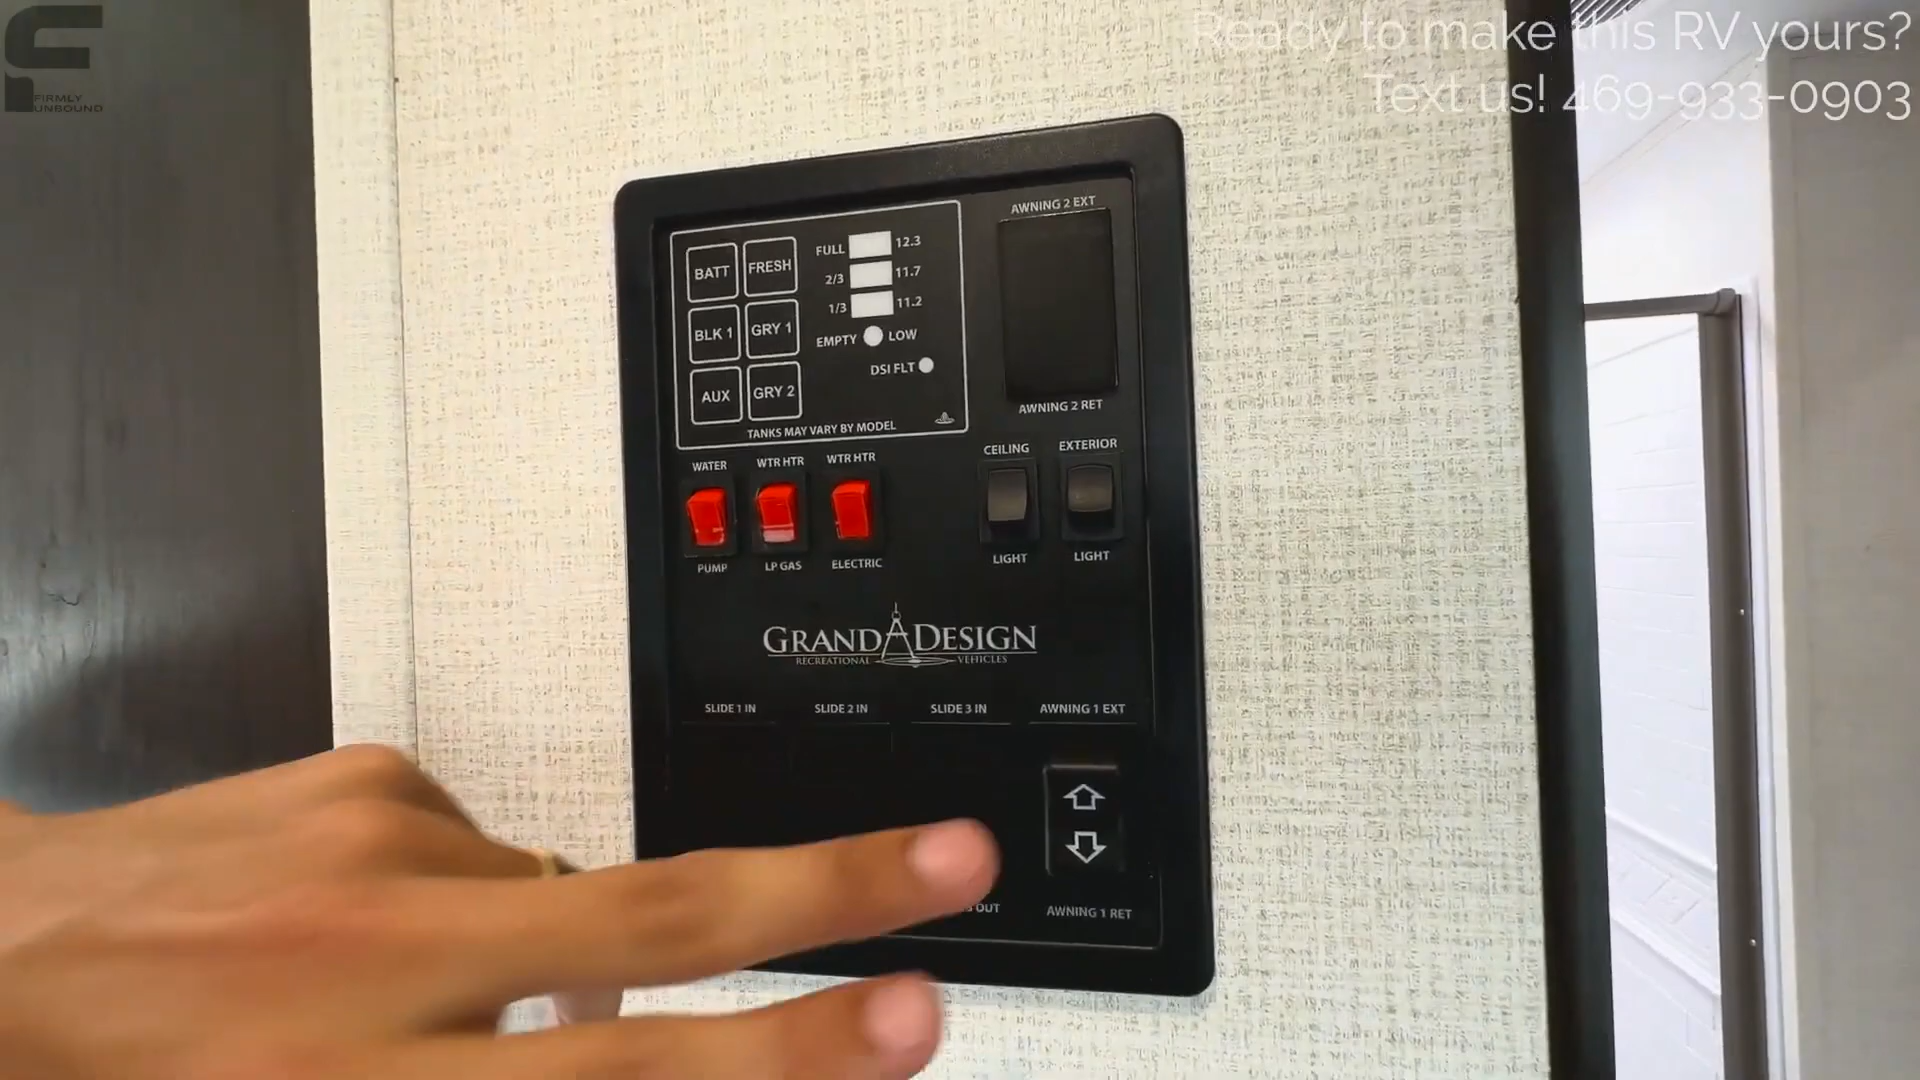 FIRMLY
UNBOUND
Ready to make this RV yours?
Text us! 469-933-0903
BATT FRESH
BLK 1 GRY 1
AUX GRY 2
FULL 12.3
2/3 11.7
1/3 11.2
EMPTY LOW
DSI FLT
TANKS MAY VARY BY MODEL
AWNING 2 EXT
AWNING 2 RET
WATER WTR HTR WTR HTR
PUMP LP GAS ELECTRIC
CEILING EXTERIOR
LIGHT LIGHT
GRAND DESIGN
RECREATIONAL VEHICLES
SLIDE 1 IN SLIDE 2 IN SLIDE 3 IN AWNING 1 EXT
OUT AWNING 1 RET